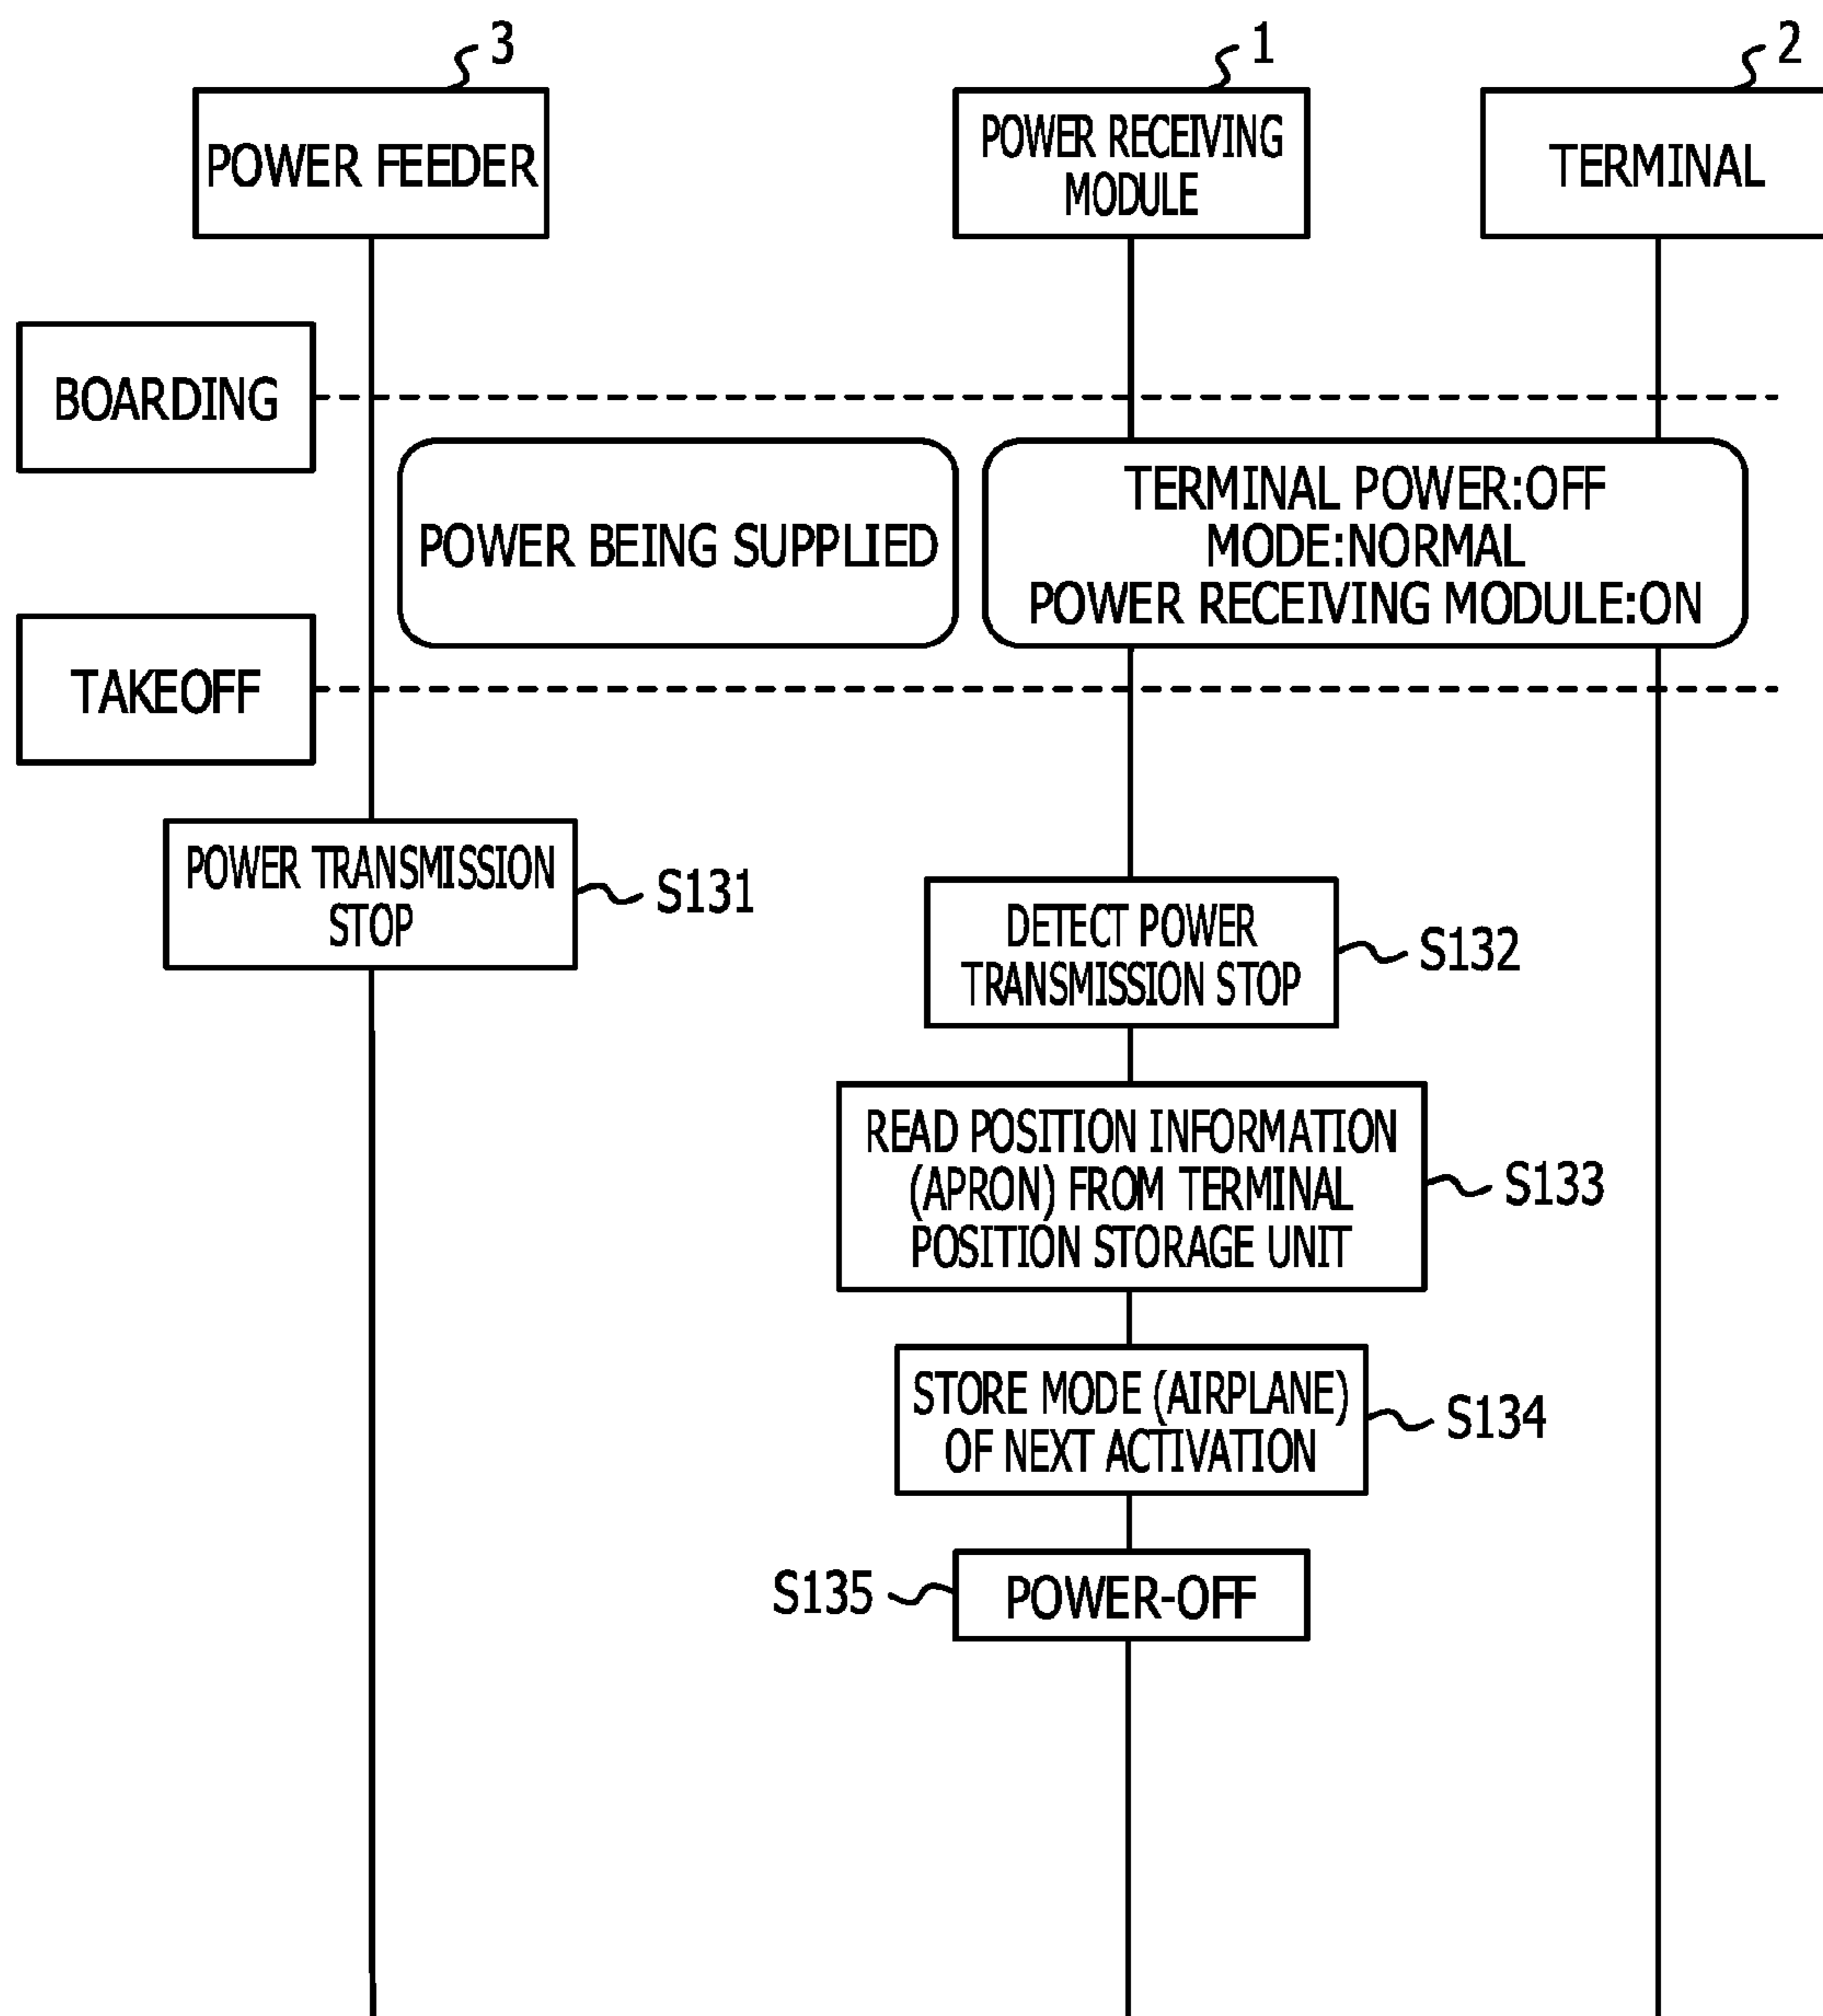 3
1
2
POWER FEEDER
POWER RECEIVING
MODULE
TERMINAL
BOARDING
POWER BEING SUPPLIED
TERMINAL POWER:OFF
MODE:NORMAL
POWER RECEIVING MODULE:ON
TAKEOFF
POWER TRANSMISSION
STOP
S131
DETECT POWER
TRANSMISSION STOP
S132
READ POSITION INFORMATION
(APRON) FROM TERMINAL
POSITION STORAGE UNIT
S133
STORE MODE (AIRPLANE)
OF NEXT ACTIVATION
S134
S135
POWER-OFF